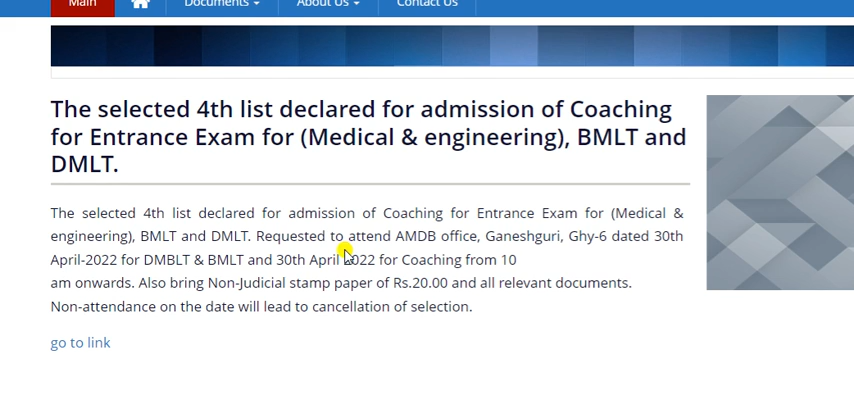 Main Documents About Us Contact Us
The selected 4th list declared for admission of Coaching
for Entrance Exam for (Medical & engineering), BMLT and
DMLT.
The selected 4th list declared for admission of Coaching for Entrance Exam for (Medical &
engineering), BMLT and DMLT. Requested to attend AMDB office, Ganeshguri, Ghy-6 dated 30th
April-2022 for DMBLT & BMLT and 30th April 2022 for Coaching from 10
am onwards. Also bring Non-Judicial stamp paper of Rs.20.00 and all relevant documents.
Non-attendance on the date will lead to cancellation of selection.
go to link